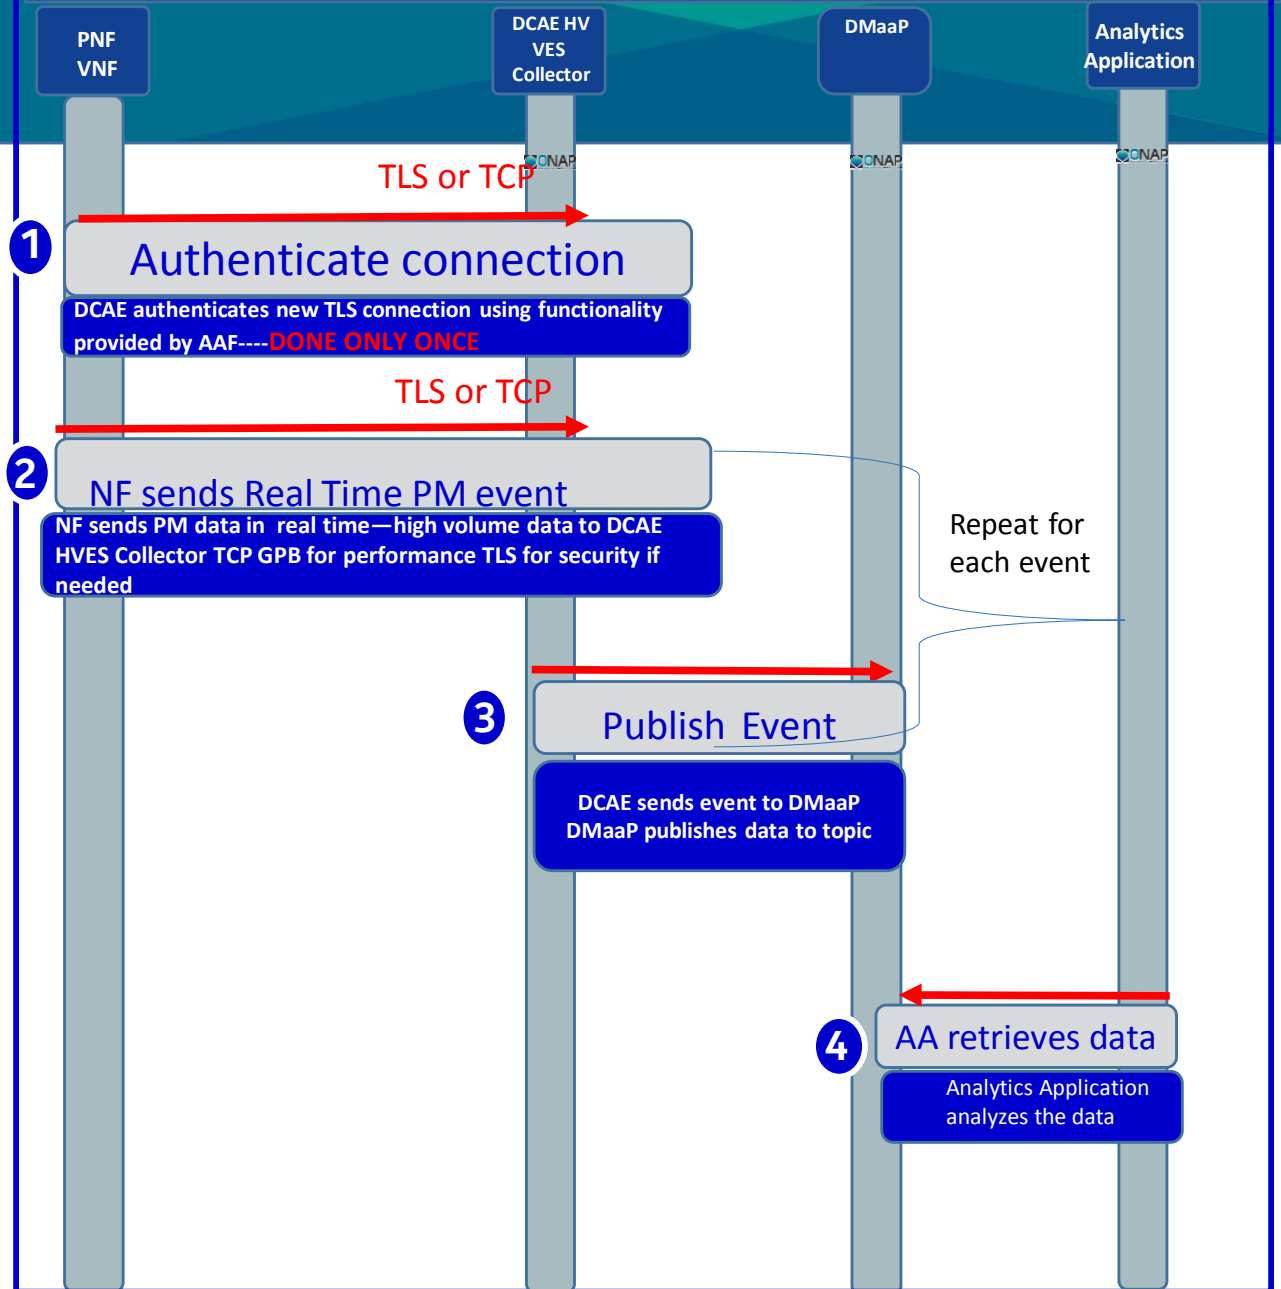 PNF
VNF
DCAE HV
VES
Collector
DMaaP
Analytics
Application
ONAP
ONAP
ONAP
TLS or TCP
1
Authenticate connection
DCAE authenticates new TLS connection using functionality
provided by AAF----DONE ONLY ONCE
TLS or TCP
2
NF sends Real Time PM event
NF sends PM data in real time—high volume data to DCAE
HVES Collector TCP GPB for performance TLS for security if
needed
Repeat for
each event
3
Publish Event
DCAE sends event to DMaaP
DMaaP publishes data to topic
4
AA retrieves data
Analytics Application
analyzes the data